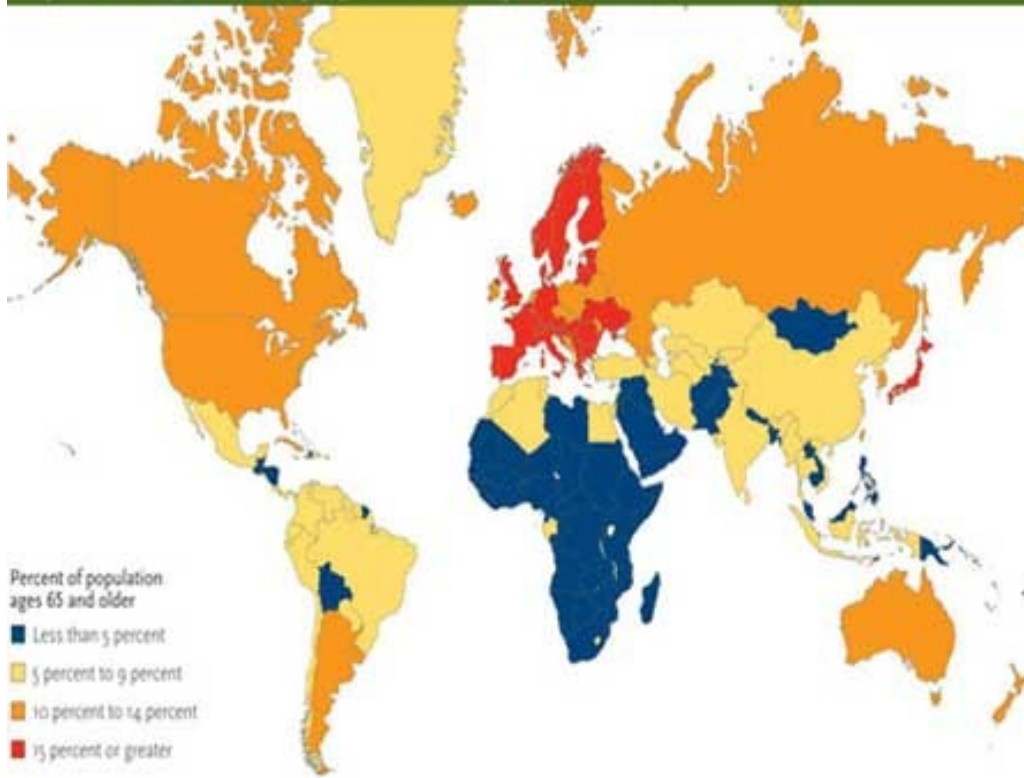 Percent of population
ages 65 and older
Less than 5 percent
5 percent to 9 percent
10 percent to 14 percent
15 percent or greater